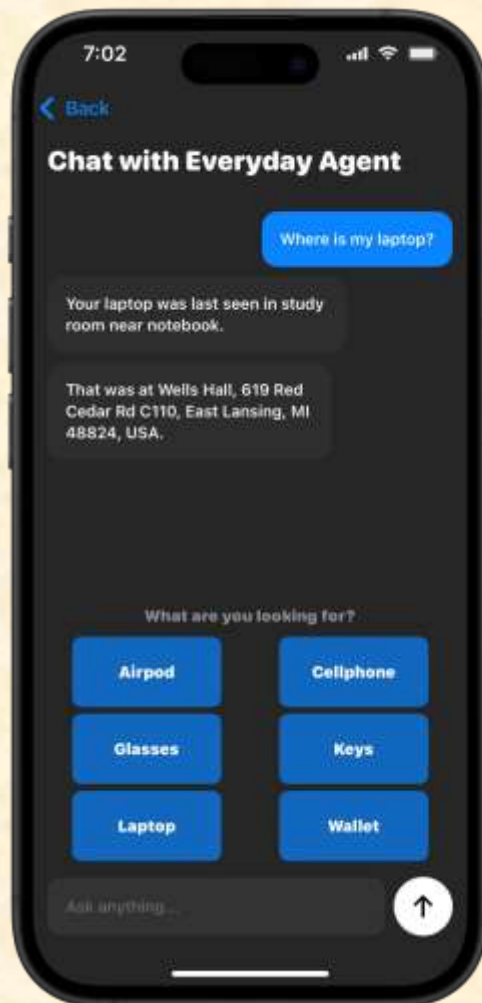 7:02
Back
Chat with Everyday Agent
Where is my laptop?
Your laptop was last seen in study
room near notebook.
That was at Wells Hall, 619 Red
Cedar Rd C110, East Lansing, MI
48824, USA.
What are you looking for?
Airpod
Cellphone
Glasses
Keys
Laptop
Wallet
Ask anything...